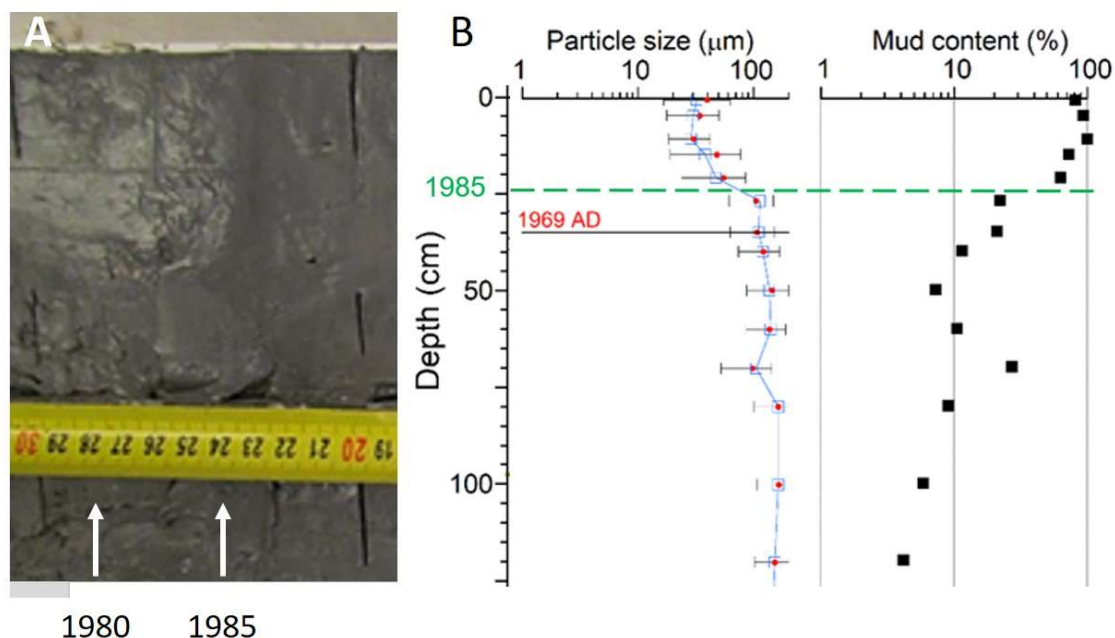 A
30 29 28 27 26 25 24 23 22 21 20 19
1980 1985
B
Particle size (μm) Mud content (%)
1 10 100 1 10 100
0
1985
1969 AD
50
100
Depth (cm)